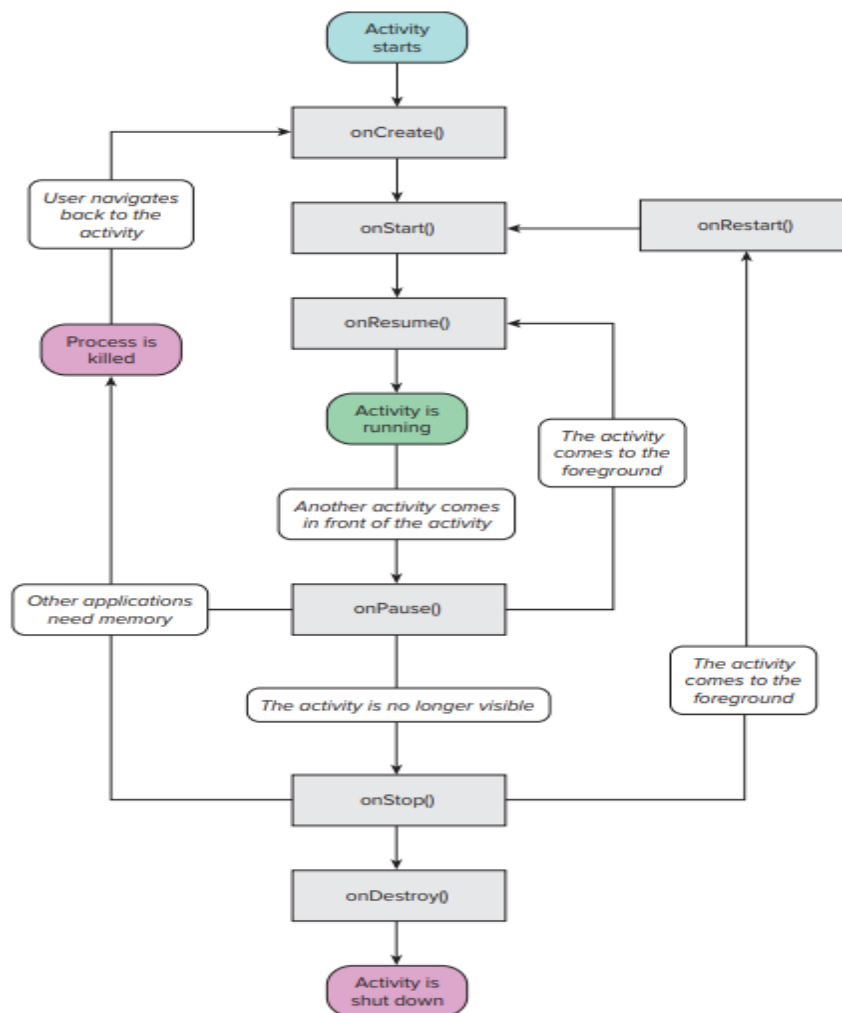 Activity
starts
onCreate()
User navigates
back to the
activity
onStart()
onRestart()
onResume()
Process is
killed
Activity is
running
The activity
comes to the
foreground
Another activity comes
in front of the activity
Other applications
need memory
onPause()
The activity
comes to the
foreground
The activity is no longer visible
onStop()
onDestroy()
Activity is
shut down